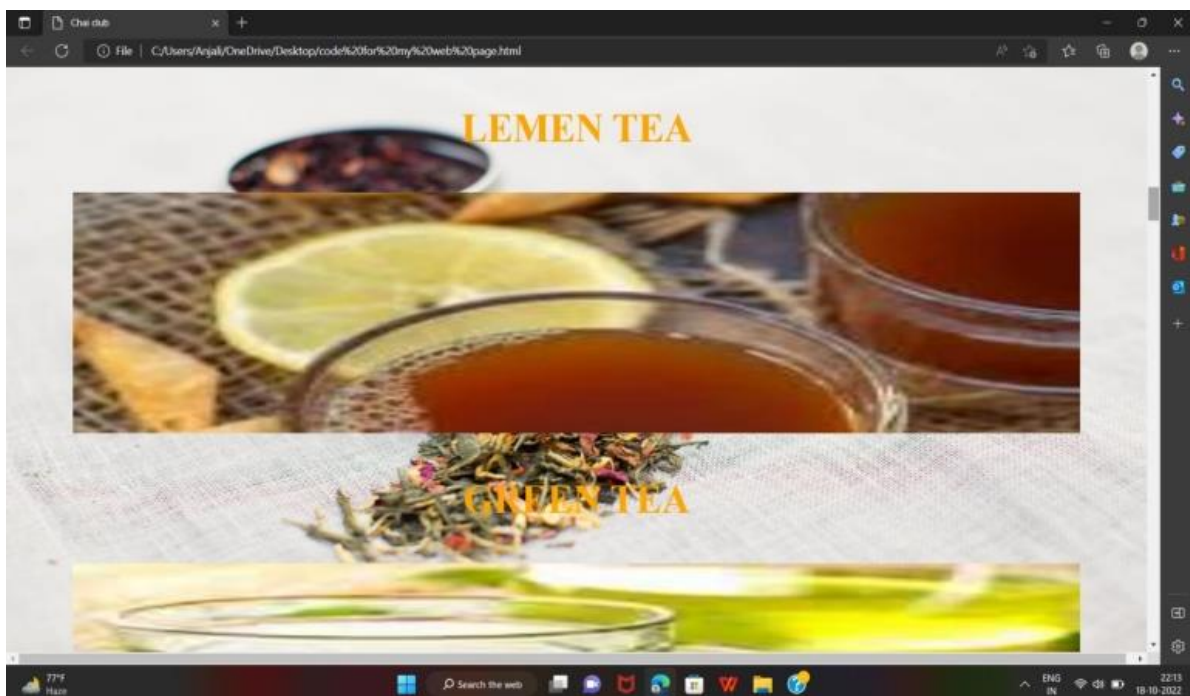 Chai club
File | C:/Users/Anjali/OneDrive/Desktop/code%20for%20my%20web%20page.html
LEMEN TEA
GREEN TEA
77°F
Haze
Search the web
ENG
IN
22:13
18-10-2022